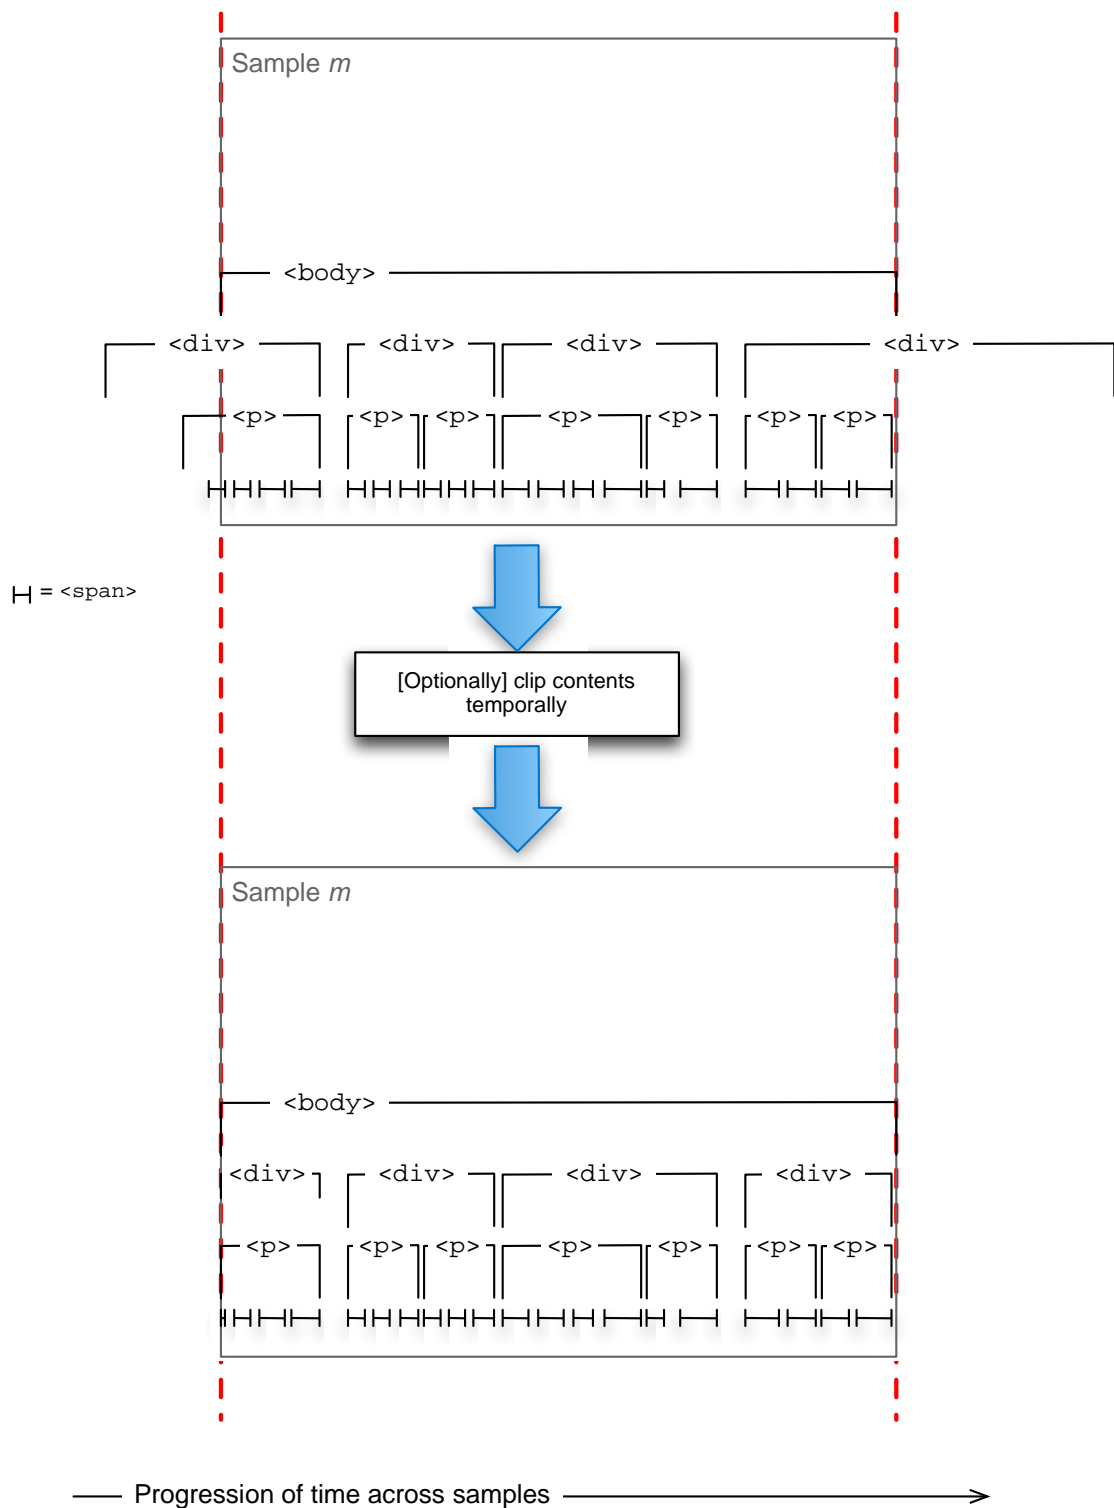 Sample m
<body>
<div> <div> <div> <div>
<p> <p> <p> <p> <p> <p> <p>
= <span>
[Optionally] clip contents
temporally
Sample m
<body>
<div> <div> <div> <div>
<p> <p> <p> <p> <p> <p> <p>
Progression of time across samples